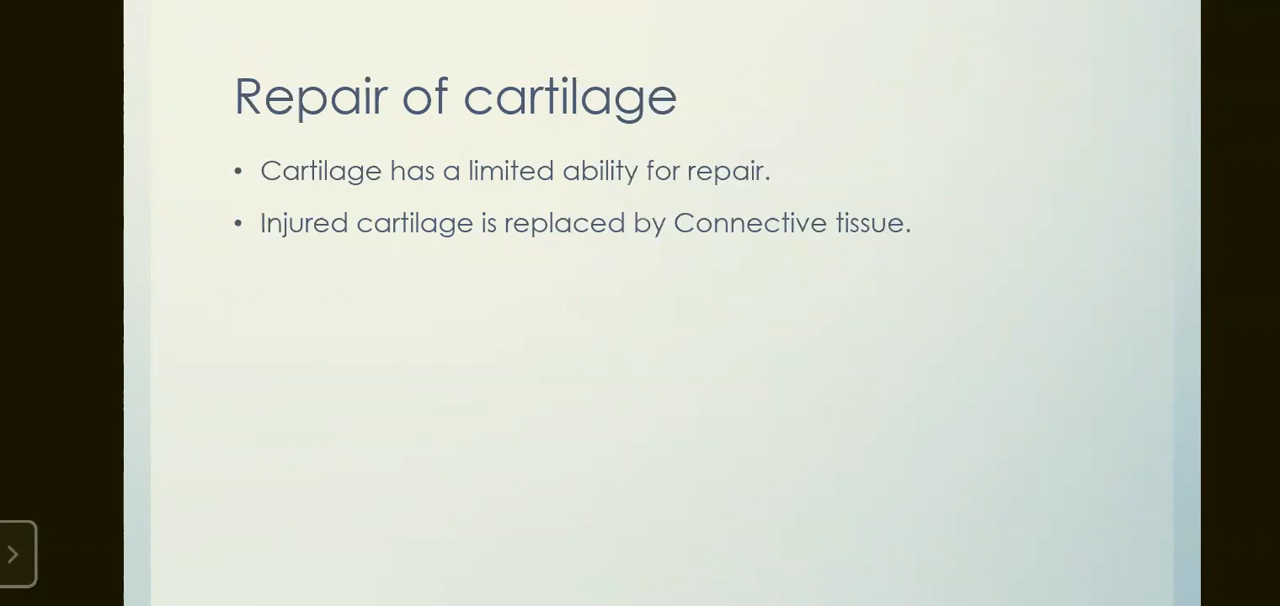 Repair of cartilage
• Cartilage has a limited ability for repair.
• Injured cartilage is replaced by Connective tissue.